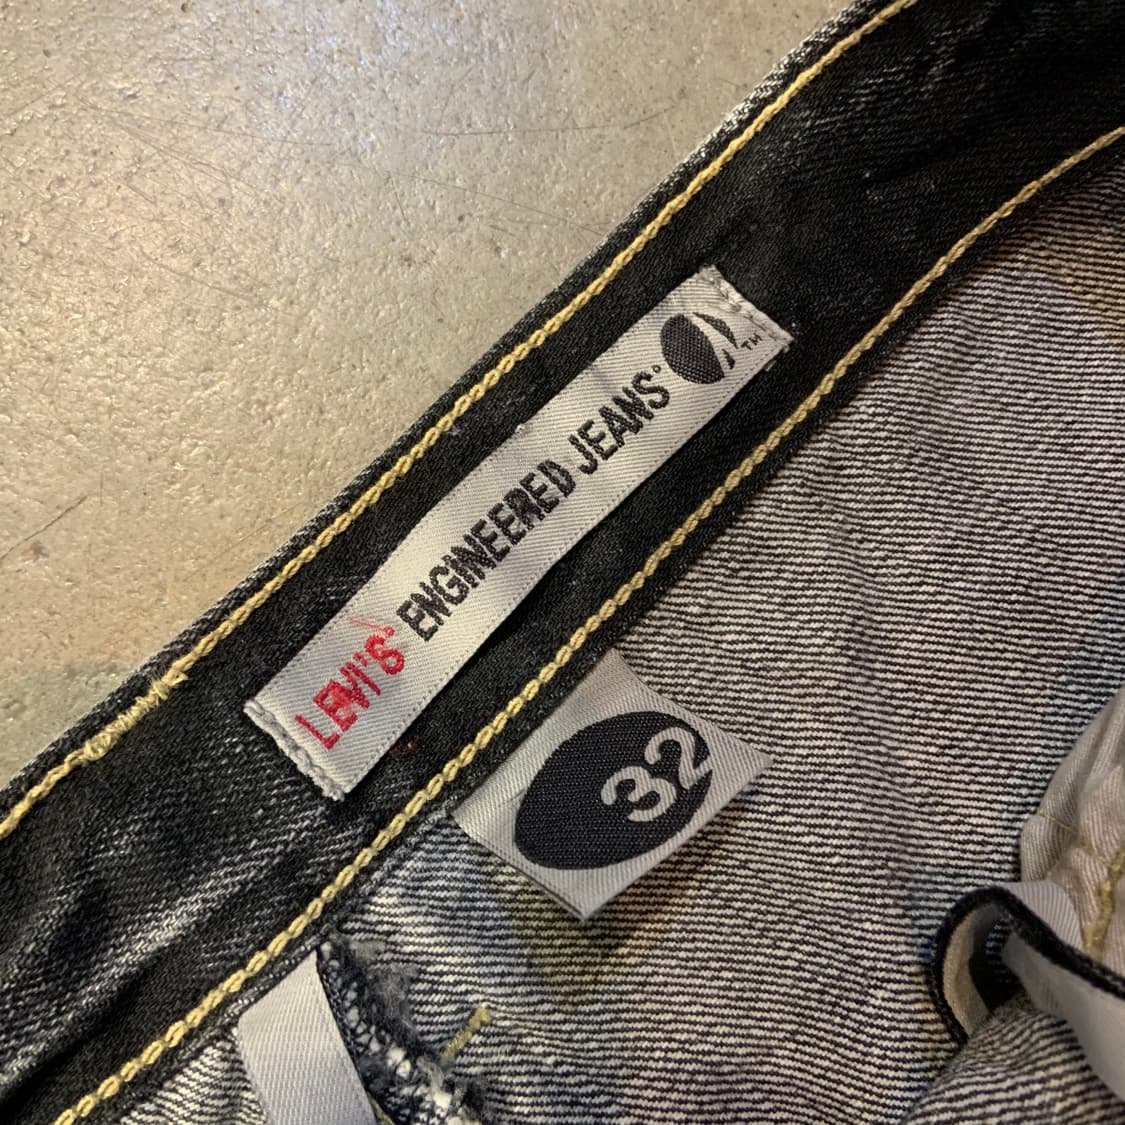 LEVI'S® ENGINEERED JEANS® ™
32